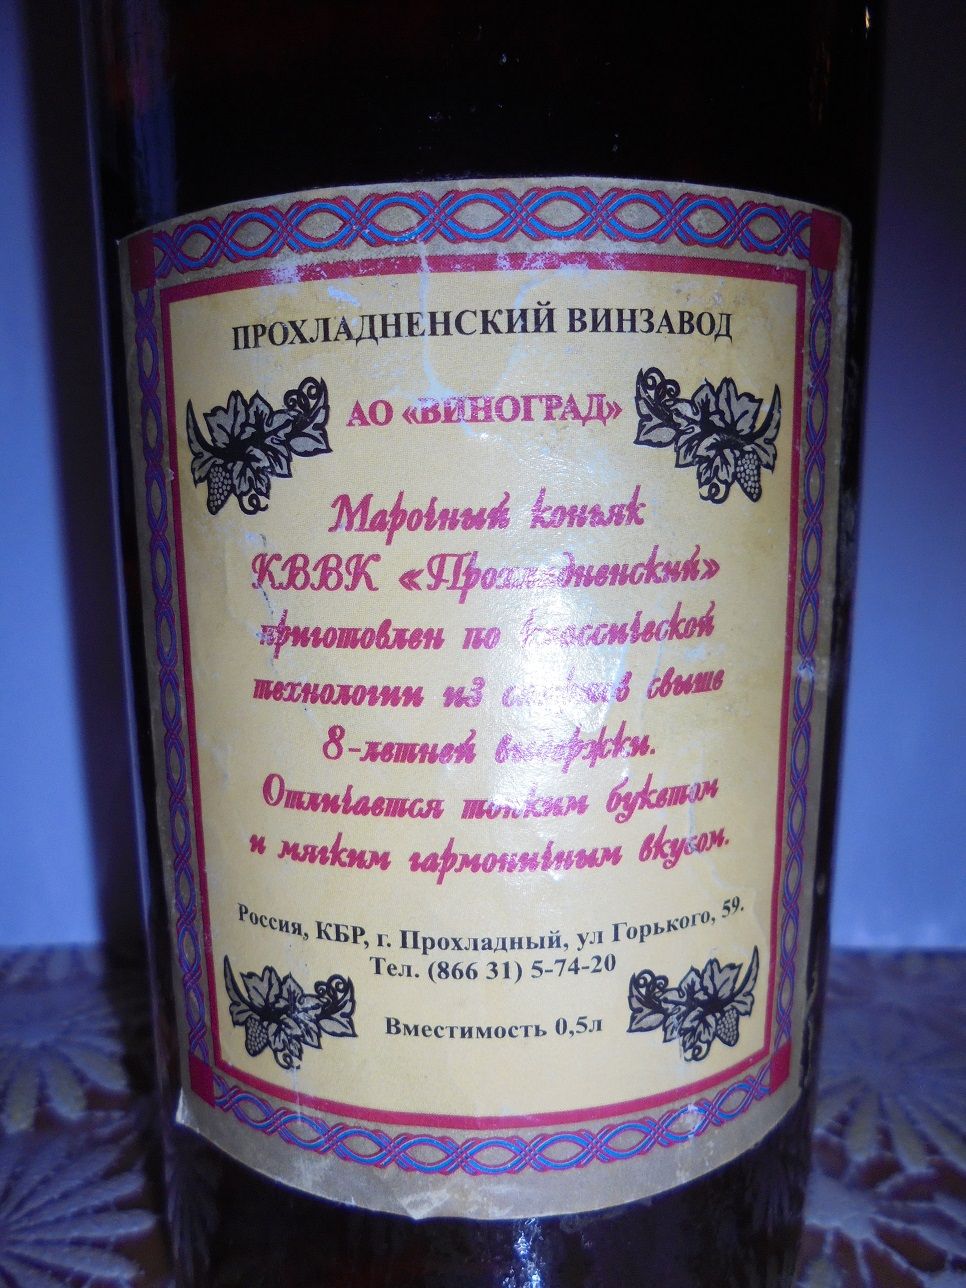 ПРОХЛАДНЕНСКИЙ ВИНЗАВОД
АО «ВИНОГРАД»
Марочный коньяк
КВВК «Прохладненский»
приготовлен по классической
технологии из спиртов свыше
8-летней выдержки.
Отличается тонким букетом
и мягким гармоничным вкусом.
Россия, КБР, г. Прохладный, ул Горького, 59.
Тел. (866 31) 5-74-20
Вместимость 0,5л